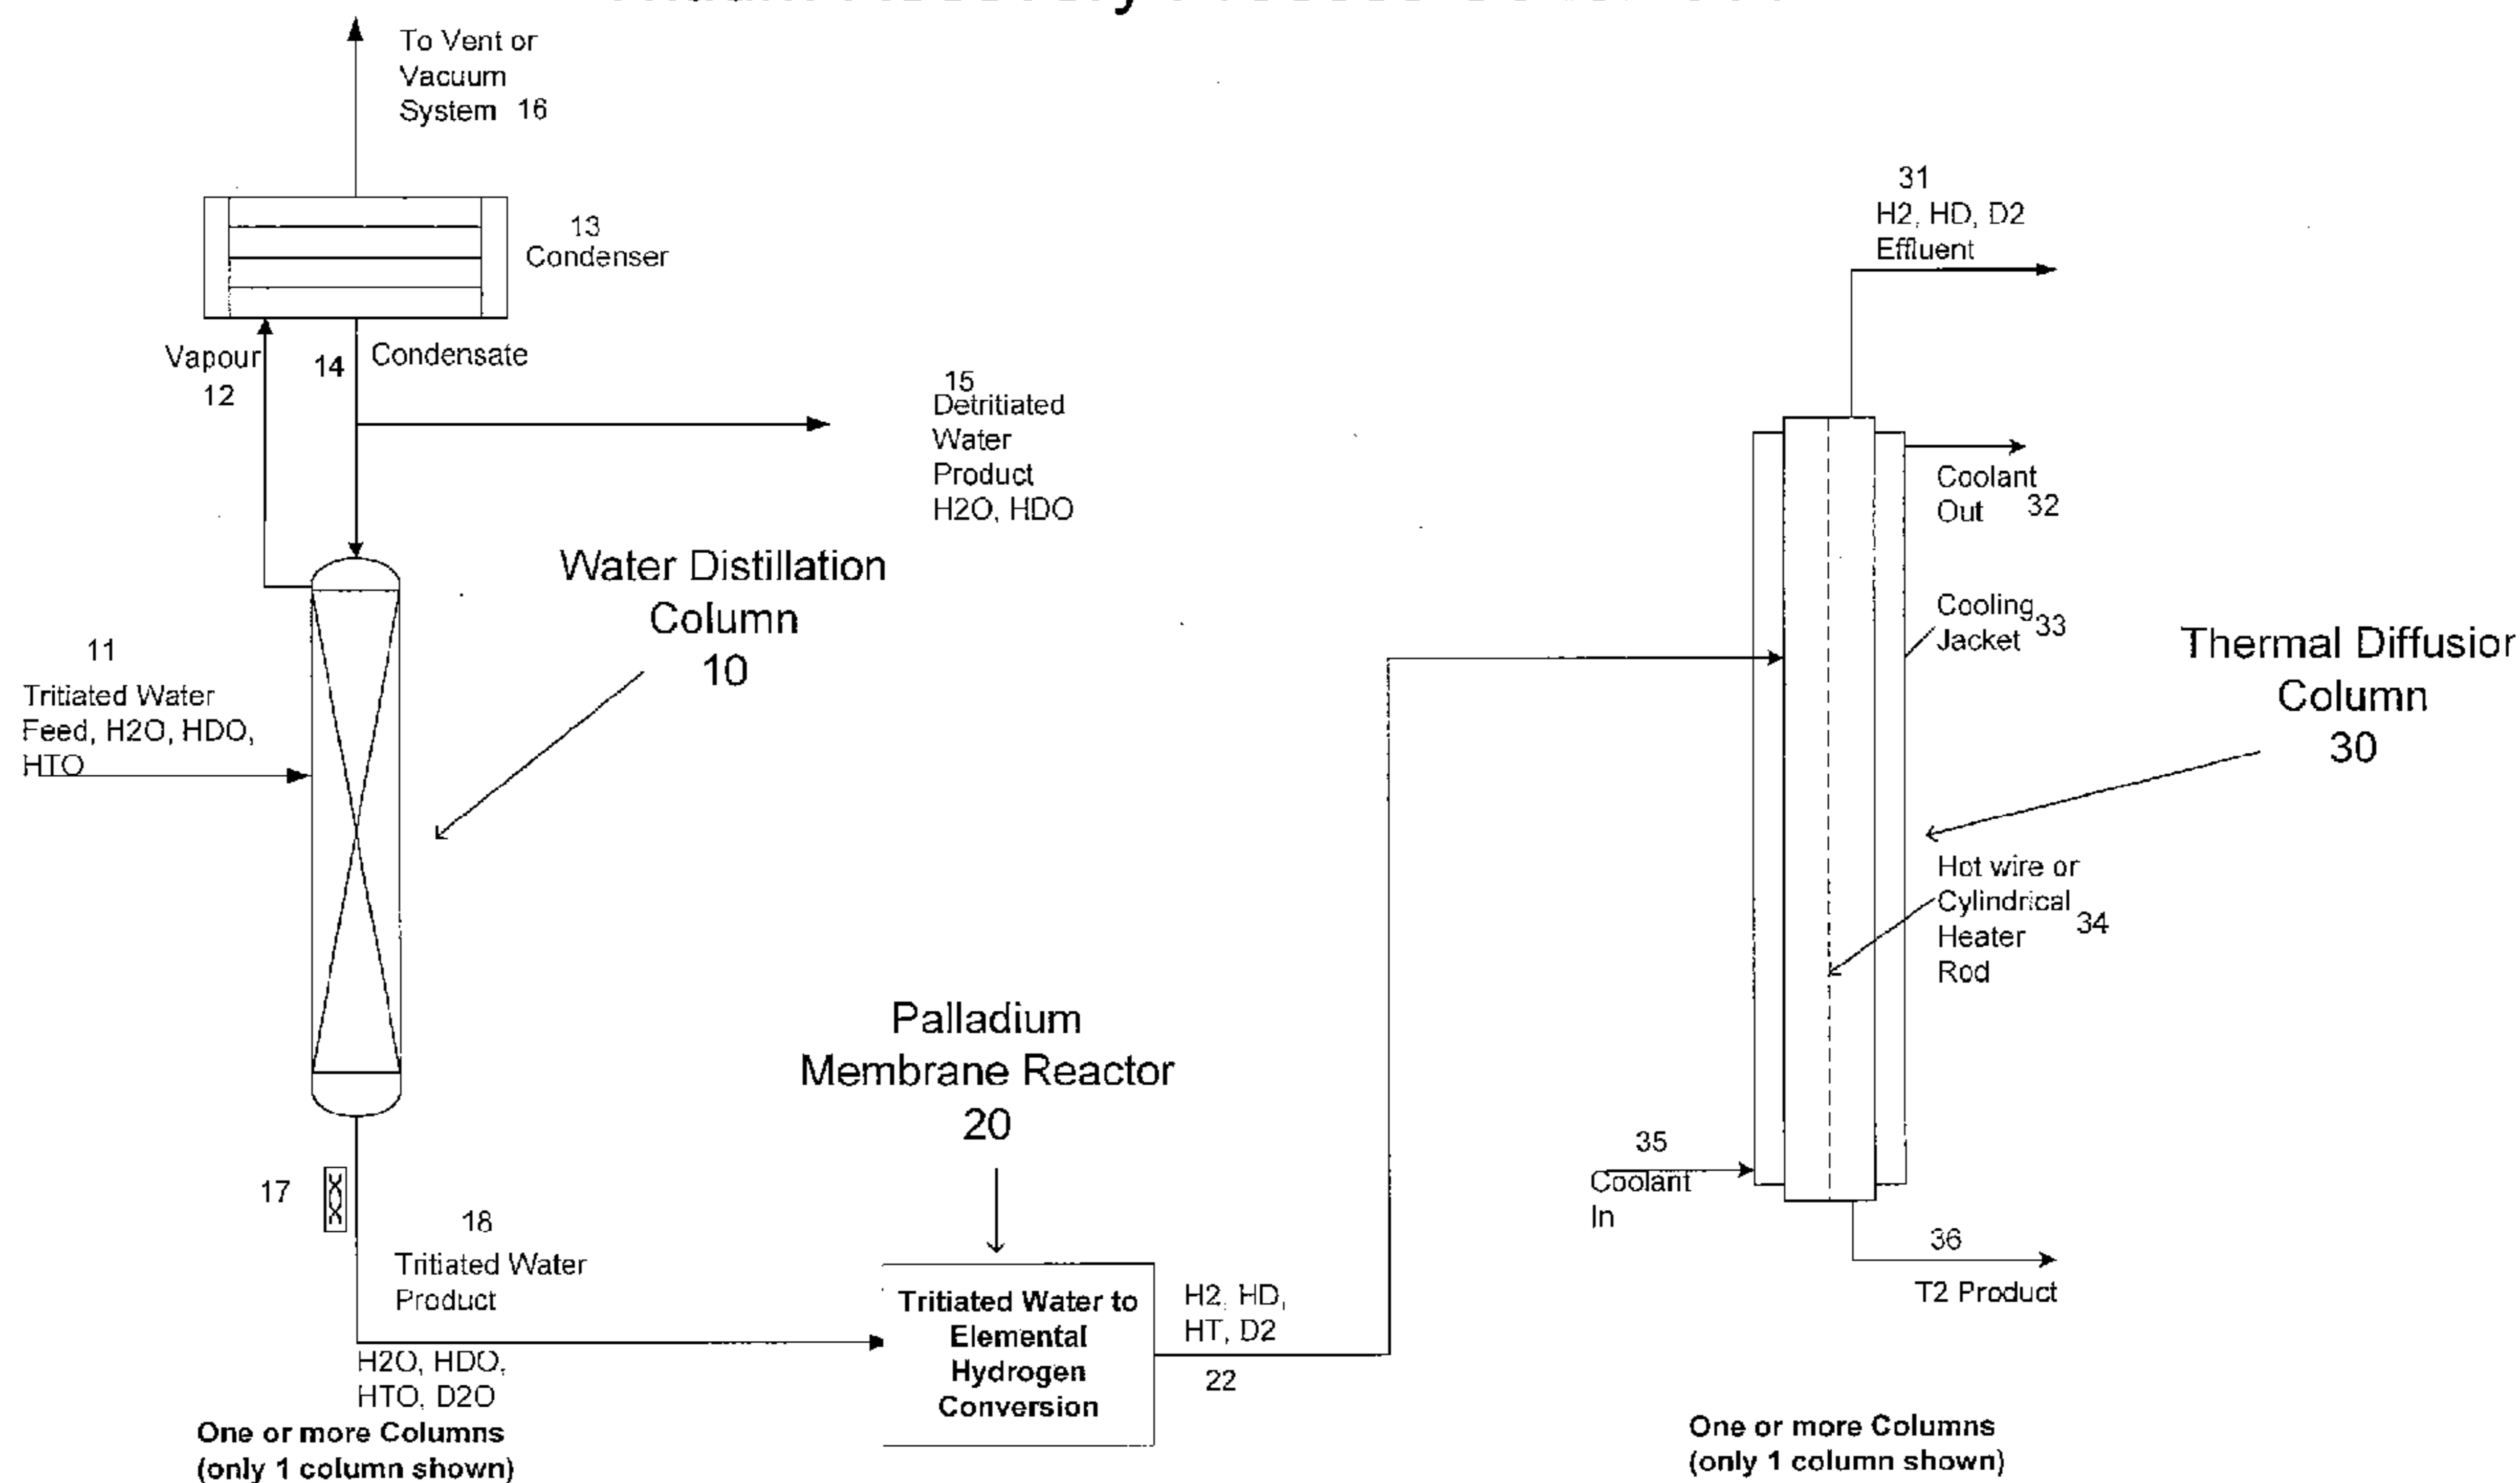 To Vent or
Vacuum
System 16
13
Condenser
Vapour
12
14
Condensate
15
Detritiated
Water
Product
H2O, HDO
Water Distillation
Column
10
11
Tritiated Water
Feed, H2O, HDO,
HTO
17
18
Tritiated Water
Product
H2O, HDO,
HTO, D2O
One or more Columns
(only 1 column shown)
Palladium
Membrane Reactor
20
Tritiated Water to
Elemental
Hydrogen
Conversion
H2, HD,
HT, D2
22
31
H2, HD, D2
Effluent
Coolant
Out 32
Cooling
Jacket 33
Thermal Diffusior
Column
30
Hot wire or
Cylindrical
34
Heater
Rod
35
Coolant
In
36
T2 Product
One or more Columns
(only 1 column shown)